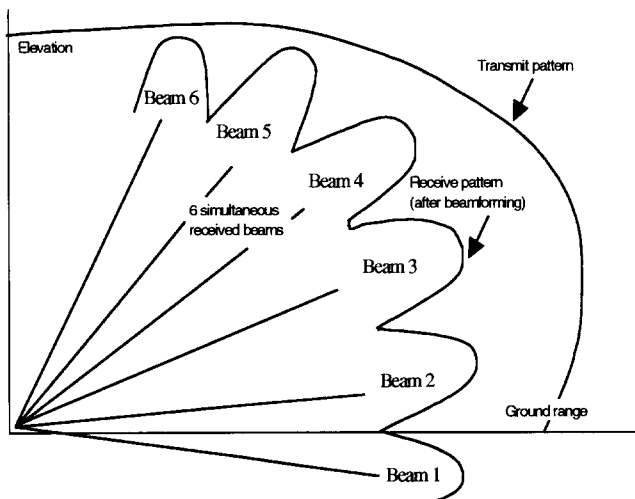 Elevation
Transmit pattern
Beam 6
Beam 5
Beam 4
Receive pattern
(after beamforming)
6 simultaneous
received beams
Beam 3
Beam 2
Ground range
Beam 1